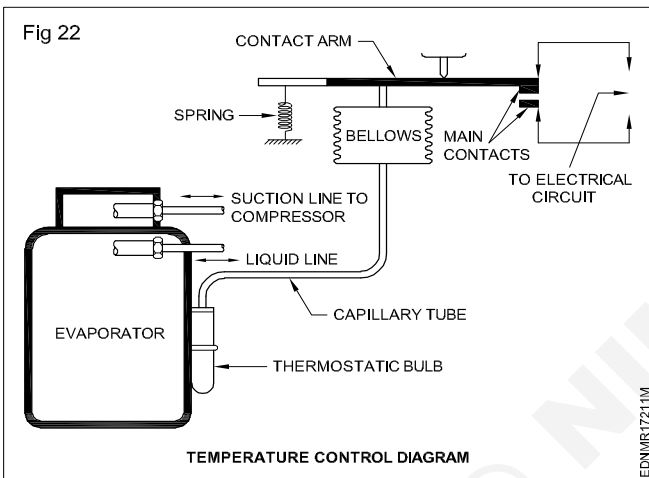 Fig 22
CONTACT ARM
SPRING
BELLOWS
MAIN
CONTACTS
TO ELECTRICAL
CIRCUIT
SUCTION LINE TO
COMPRESSOR
LIQUID LINE
CAPILLARY TUBE
EVAPORATOR
THERMOSTATIC BULB
TEMPERATURE CONTROL DIAGRAM
EDNMR17211M